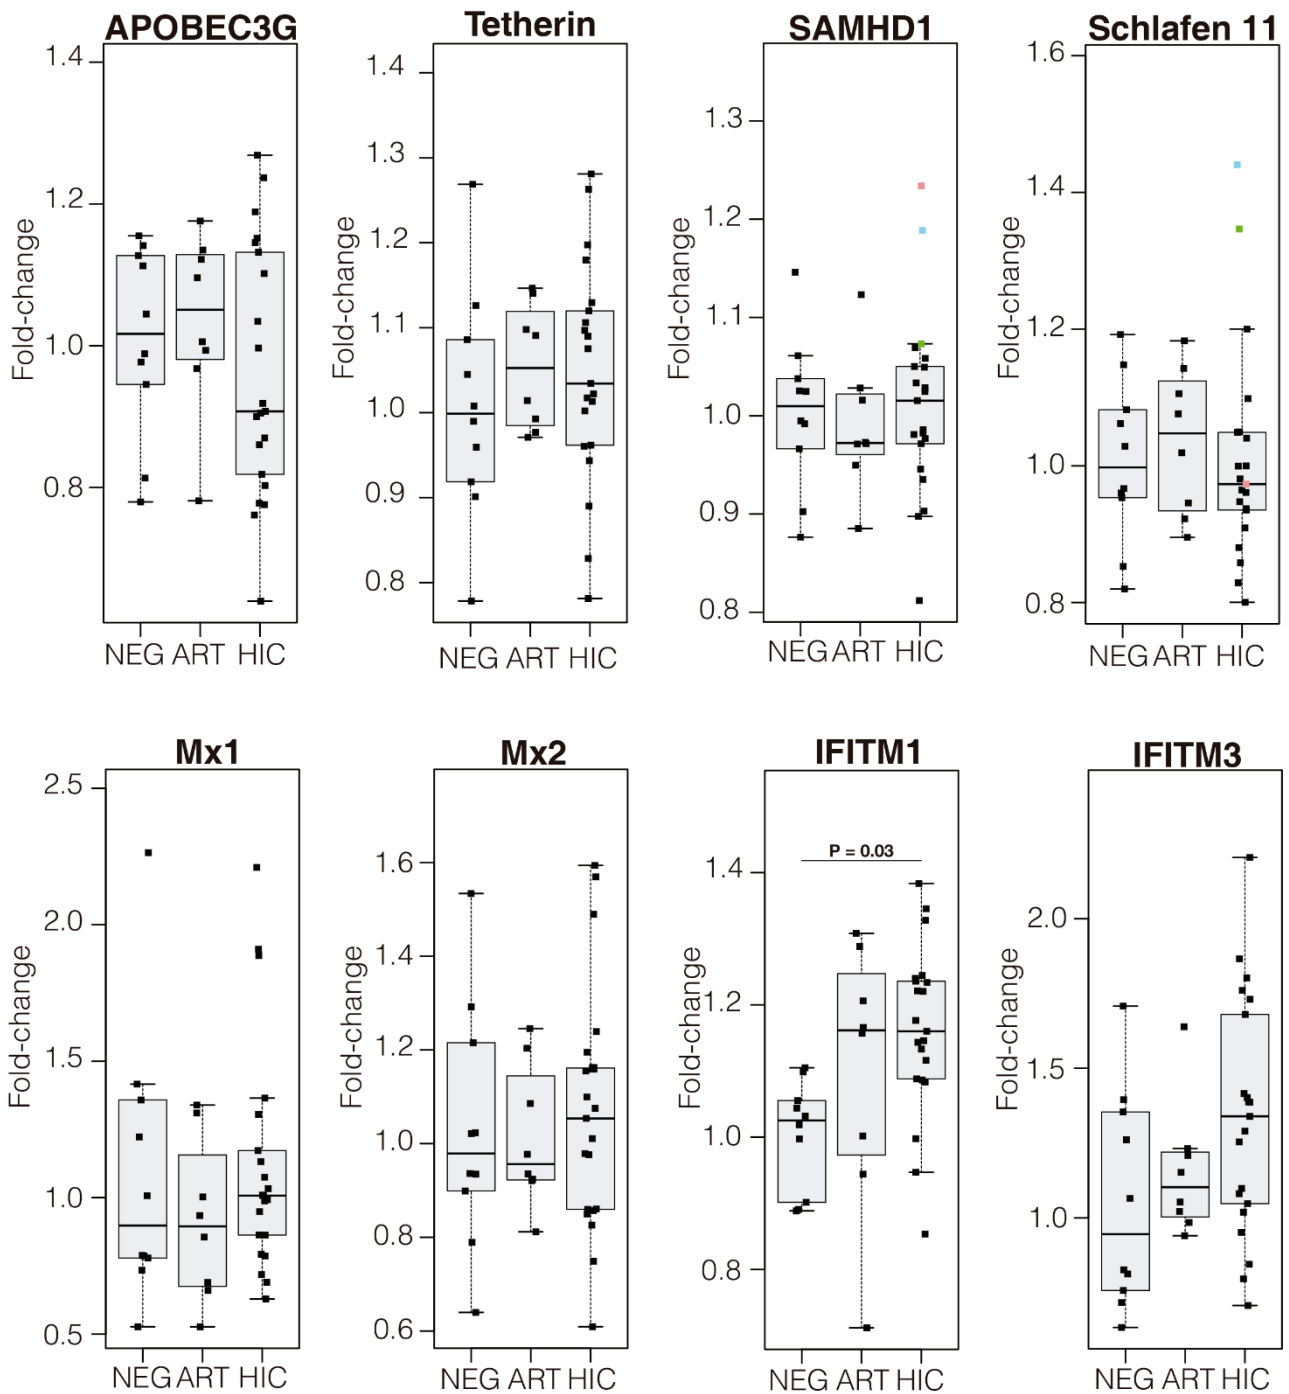 APOBEC3G
Fold-change
1.4
1.2
1.0
0.8
NEG ART HIC
Tetherin
Fold-change
1.4
1.3
1.2
1.1
1.0
0.9
0.8
NEG ART HIC
SAMHD1
Fold-change
1.3
1.2
1.1
1.0
0.9
0.8
NEG ART HIC
Schlafen 11
Fold-change
1.6
1.4
1.2
1.0
0.8
NEG ART HIC
Mx1
Fold-change
2.5
2.0
1.5
1.0
0.5
NEG ART HIC
Mx2
Fold-change
1.6
1.4
1.2
1.0
0.8
0.6
NEG ART HIC
IFITM1
Fold-change
P = 0.03
1.4
1.2
1.0
0.8
NEG ART HIC
IFITM3
Fold-change
2.0
1.5
1.0
NEG ART HIC